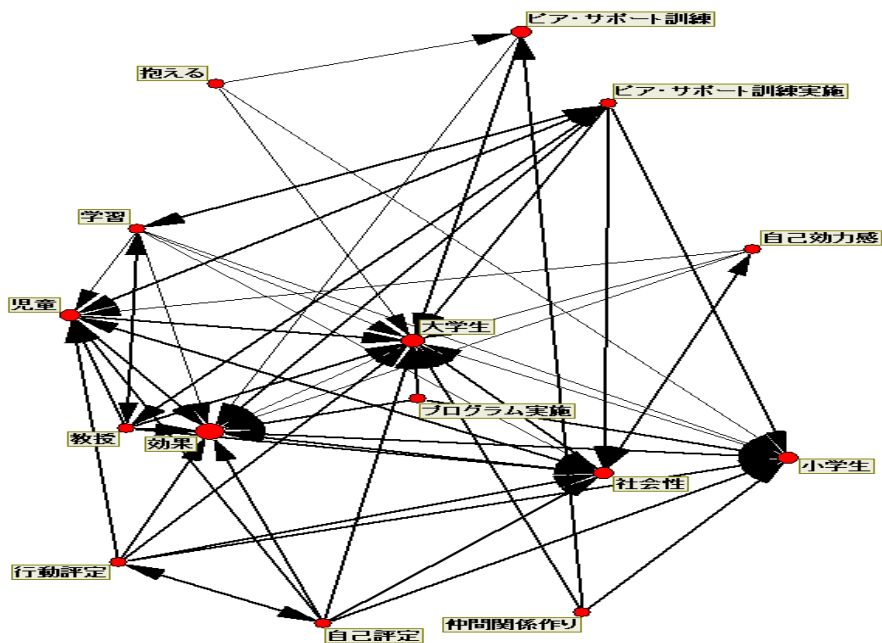 ピア・サポート訓練
抱える
ピア・サポート訓練実施
学習
自己効力感
児童
大学生
プログラム実施
教授
効果
小学生
社会性
行動評定
仲間関係作り
自己評定